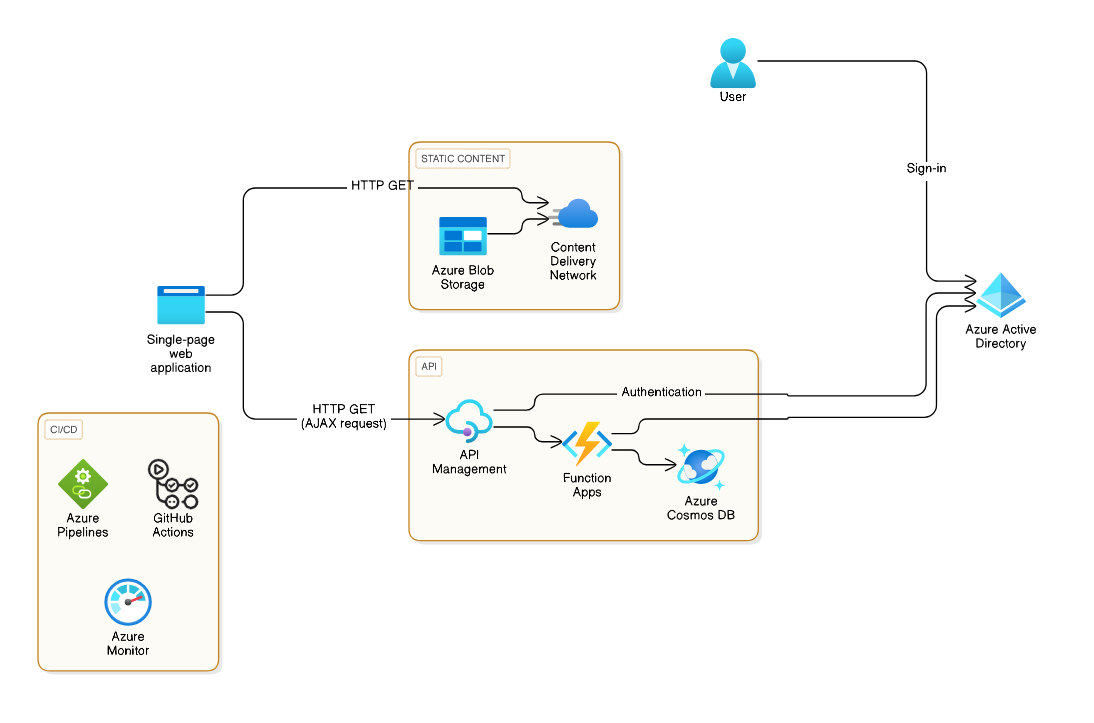 User
Sign-in
STATIC CONTENT
HTTP GET
Azure Blob
Storage
Content
Delivery
Network
Single-page
web
application
Azure Active
Directory
API
Authentication
HTTP GET
(AJAX request)
API
Management
Function
Apps
Azure
Cosmos DB
CI/CD
Azure
Pipelines
GitHub
Actions
Azure
Monitor